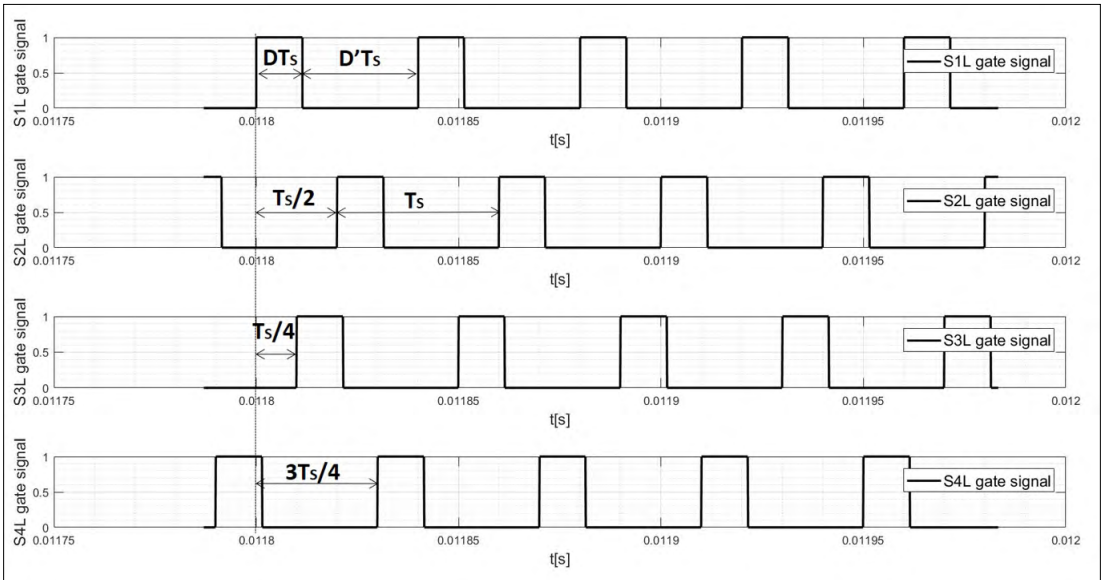 S1L gate signal
1
0.5
0
DTs
D'Ts
S1L gate signal
0.01175
0.0118
0.01185
0.0119
0.01195
0.012
t[s]
S2L gate signal
1
0.5
0
Ts/2
Ts
S2L gate signal
0.01175
0.0118
0.01185
0.0119
0.01195
0.012
t[s]
S3L gate signal
1
0.5
0
Ts/4
S3L gate signal
0.01175
0.0118
0.01185
0.0119
0.01195
0.012
t[s]
S4L gate signal
1
0.5
0
3Ts/4
S4L gate signal
0.01175
0.0118
0.01185
0.0119
0.01195
0.012
t[s]